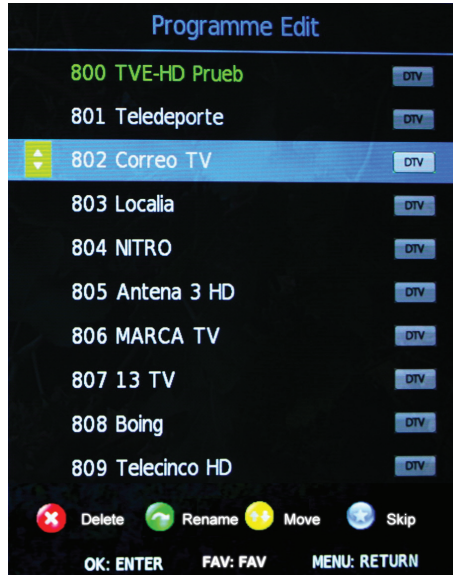 Programme Edit
800 TVE-HD Prueb DTV
801 Teledeporte DTV
802 Correo TV DTV
803 Localia DTV
804 NITRO DTV
805 Antena 3 HD DTV
806 MARCA TV DTV
807 13 TV DTV
808 Boing DTV
809 Telecinco HD DTV
Delete Rename Move Skip
OK: ENTER FAV: FAV MENU: RETURN